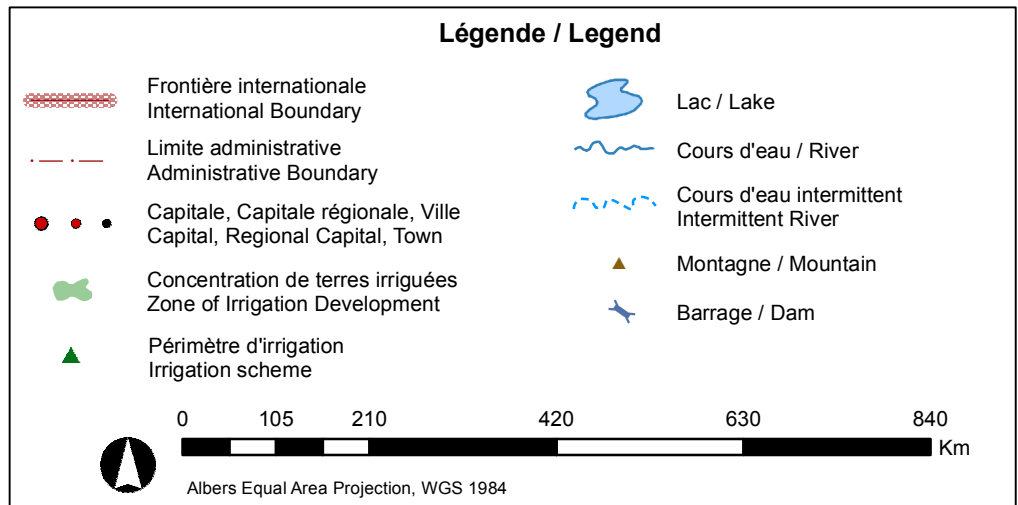 Légende / Legend
Frontière internationale
International Boundary
Limite administrative
Administrative Boundary
Capitale, Capitale régionale, Ville
Capital, Regional Capital, Town
Concentration de terres irriguées
Zone of Irrigation Development
Périmètre d'irrigation
Irrigation scheme
Lac / Lake
Cours d'eau / River
Cours d'eau intermittent
Intermittent River
Montagne / Mountain
Barrage / Dam
0 105 210 420 630 840
Km
Albers Equal Area Projection, WGS 1984